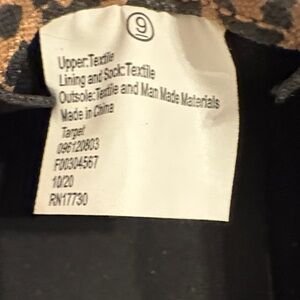 9
Upper:Textile
Lining and Sock:Textile
Outsole:Textile and Man Made Materials
Made in China
Target
096120803
F00304567
10/20
RN17730